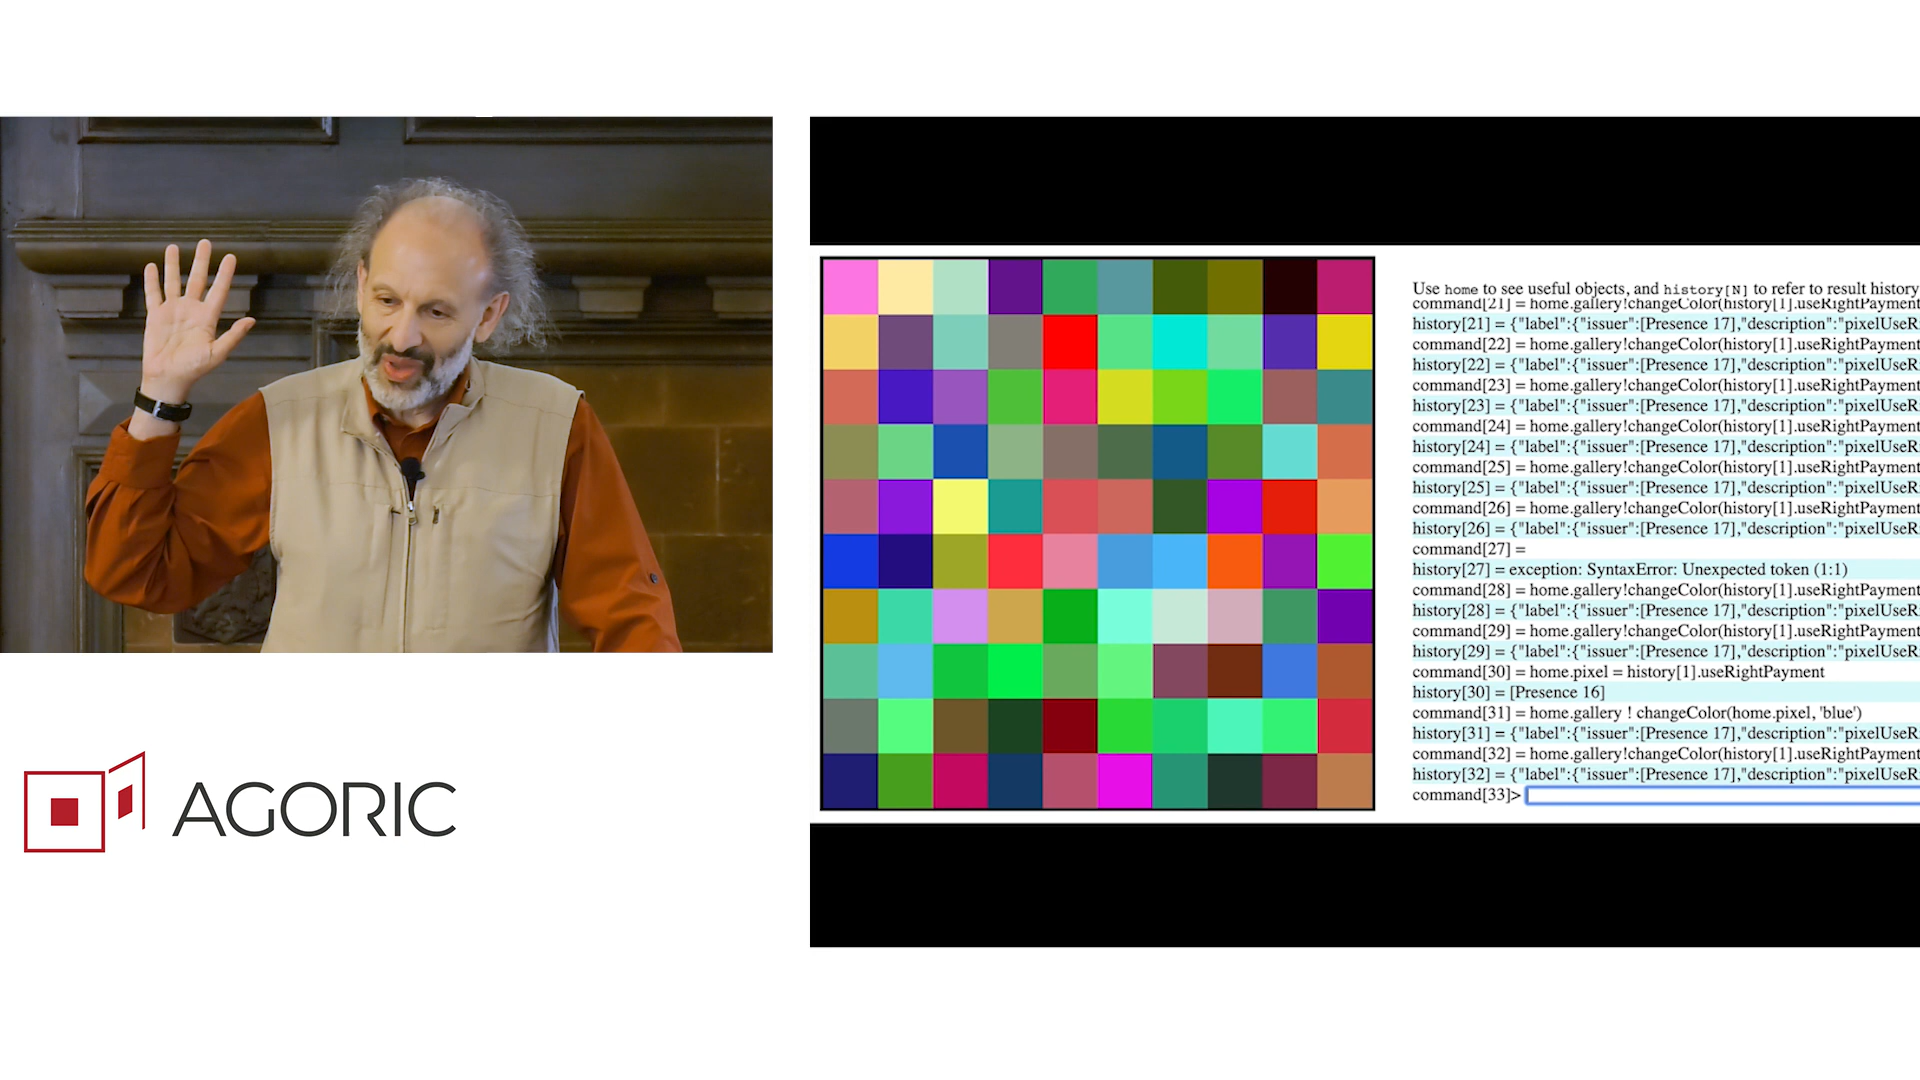 AGORIC
Use home to see useful objects, and history[N] to refer to result history
command[21] = home.gallery!changeColor(history[1].useRightPayment
history[21] = {"label":{"issuer":[Presence 17],"description":"pixelUseR
command[22] = home.gallery!changeColor(history[1].useRightPayment
history[22] = {"label":{"issuer":[Presence 17],"description":"pixelUseR
command[23] = home.gallery!changeColor(history[1].useRightPayment
history[23] = {"label":{"issuer":[Presence 17],"description":"pixelUseR
command[24] = home.gallery!changeColor(history[1].useRightPayment
history[24] = {"label":{"issuer":[Presence 17],"description":"pixelUseR
command[25] = home.gallery!changeColor(history[1].useRightPayment
history[25] = {"label":{"issuer":[Presence 17],"description":"pixelUseR
command[26] = home.gallery!changeColor(history[1].useRightPayment
history[26] = {"label":{"issuer":[Presence 17],"description":"pixelUseR
command[27] =
history[27] = exception: SyntaxError: Unexpected token (1:1)
command[28] = home.gallery!changeColor(history[1].useRightPayment
history[28] = {"label":{"issuer":[Presence 17],"description":"pixelUseR
command[29] = home.gallery!changeColor(history[1].useRightPayment
history[29] = {"label":{"issuer":[Presence 17],"description":"pixelUseR
command[30] = home.pixel = history[1].useRightPayment
history[30] = [Presence 16]
command[31] = home.gallery ! changeColor(home.pixel, 'blue')
history[31] = {"label":{"issuer":[Presence 17],"description":"pixelUseR
command[32] = home.gallery!changeColor(history[1].useRightPayment
history[32] = {"label":{"issuer":[Presence 17],"description":"pixelUseR
command[33]>